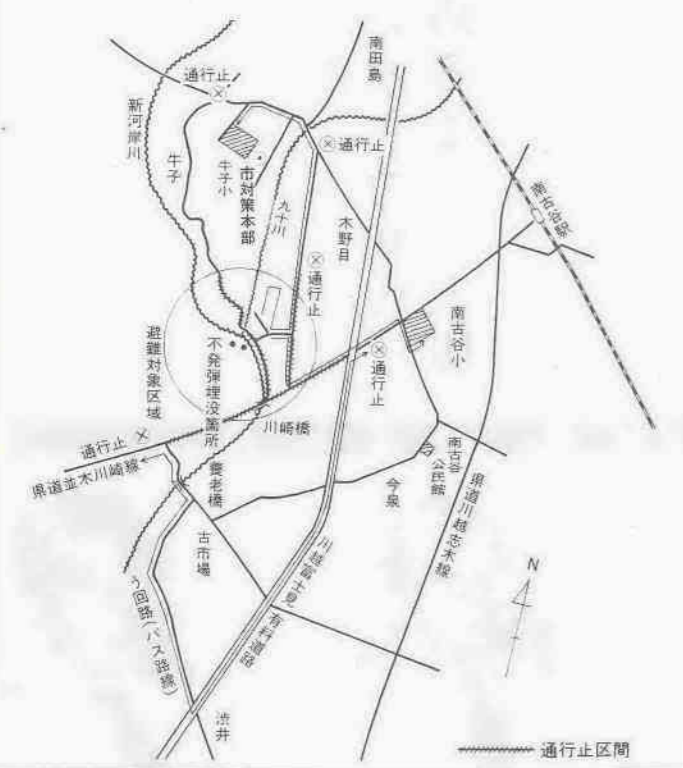 南田島
通行止
新河岸川
通行止
牛子
牛子小
市対策本部
九十川
木野目
南古谷駅
通行止
南古谷小
避難対象区域
不発弾埋没箇所
通行止
川崎橋
通行止
県道並木川崎線
養老橋
南古谷公民館
今泉
県道川越志木線
古市場
川越富士見有料道路
N
う回路(バス路線)
渋井
通行止区間